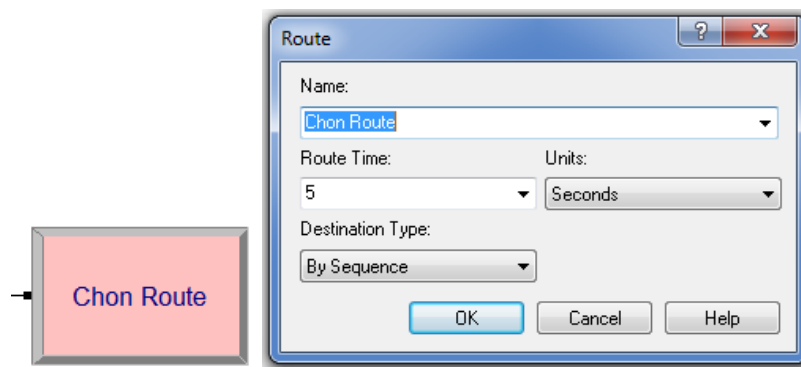 Chon Route
Route
Name:
Chon Route
Route Time:
Units:
5
Seconds
Destination Type:
By Sequence
OK
Cancel
Help